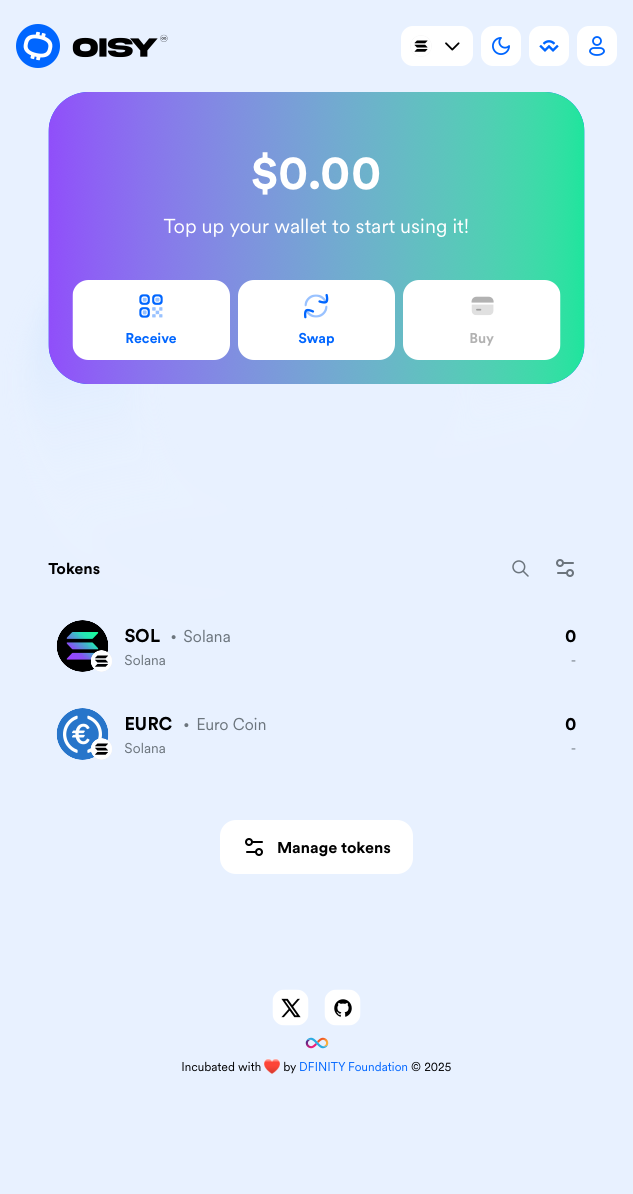 OISY
$0.00
Top up your wallet to start using it!
Receive
Swap
Buy
Tokens
SOL • Solana
0
Solana
-
EURC • Euro Coin
0
Solana
-
Manage tokens
Incubated with ❤️ by DFINITY Foundation © 2025